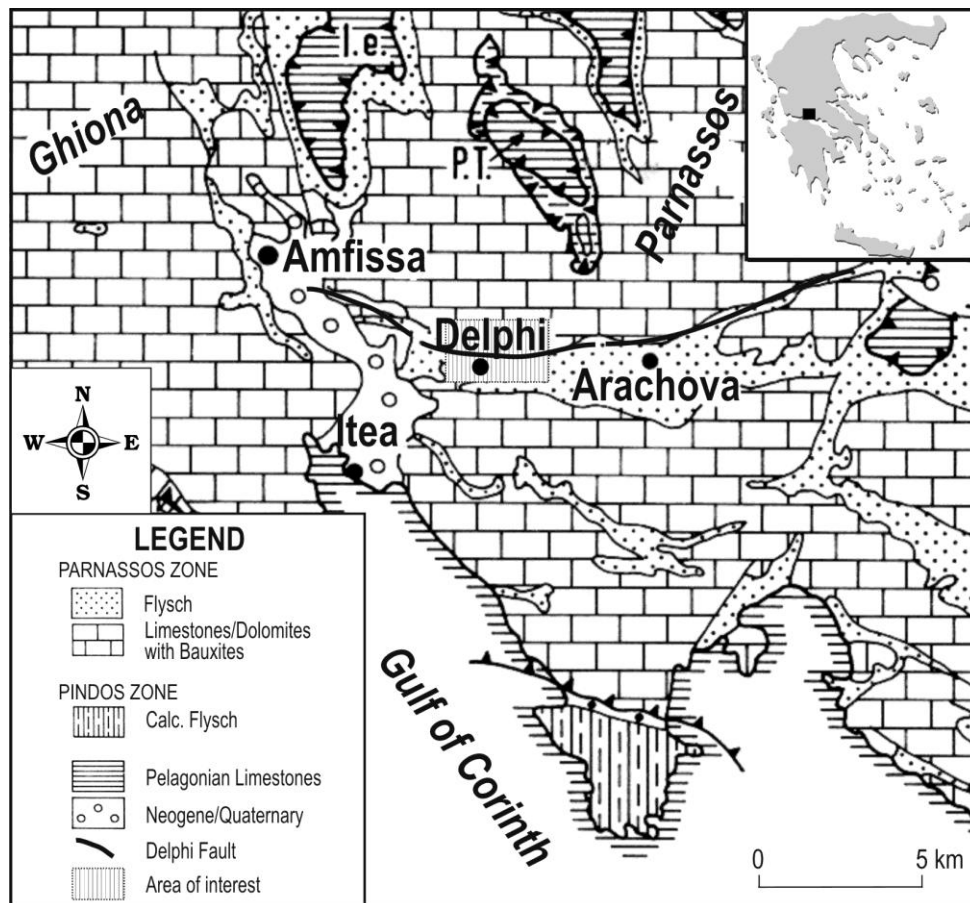 I.e.
Ghiona
P.T.
Parnassos
Amfissa
Delphi
Arachova
Itea
N
W E
S
Gulf of Corinth
LEGEND
PARNASSOS ZONE
Flysch
Limestones/Dolomites
with Bauxites
PINDOS ZONE
Calc. Flysch
Pelagonian Limestones
Neogene/Quaternary
Delphi Fault
Area of interest
0 5 km